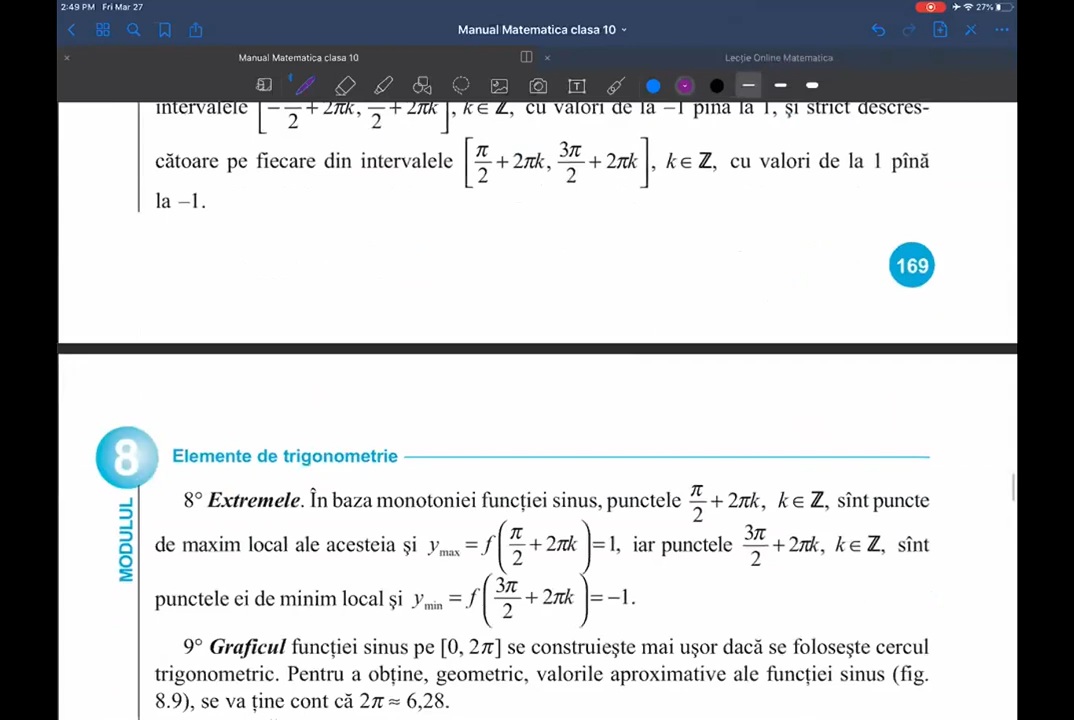 2:49 PM Fri Mar 27 27%
Manual Matematica clasa 10
Manual Matematica clasa 10 Lecție Online Matematica
intervalele [-π/2 + 2πk, π/2 + 2πk], k ∈ ℤ, cu valori de la –1 pînă la 1, și strict descres-
cătoare pe fiecare din intervalele [π/2 + 2πk, 3π/2 + 2πk], k ∈ ℤ, cu valori de la 1 pînă
la –1.
169
8
MODULUL
Elemente de trigonometrie
8° Extremele. În baza monotoniei funcției sinus, punctele π/2 + 2πk, k ∈ ℤ, sînt puncte
de maxim local ale acesteia și y_max = f(π/2 + 2πk) = 1, iar punctele 3π/2 + 2πk, k ∈ ℤ, sînt
punctele ei de minim local și y_min = f(3π/2 + 2πk) = –1.
9° Graficul funcției sinus pe [0, 2π] se construiește mai ușor dacă se folosește cercul
trigonometric. Pentru a obține, geometric, valorile aproximative ale funcției sinus (fig.
8.9), se va ține cont că 2π ≈ 6,28.